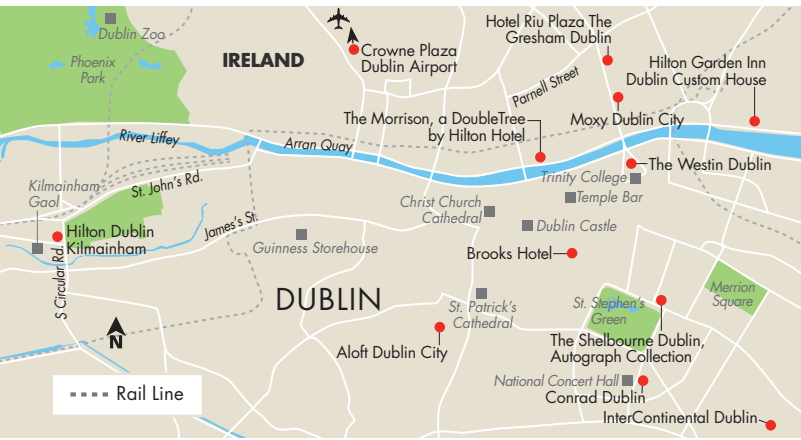 Dublin Zoo
Phoenix
Park
IRELAND
Crowne Plaza
Dublin Airport
Hotel Riu Plaza The
Gresham Dublin
Hilton Garden Inn
Dublin Custom House
Parnell Street
Moxy Dublin City
The Morrison, a DoubleTree
by Hilton Hotel
River Liffey
Arran Quay
The Westin Dublin
Trinity College
Temple Bar
Kilmainham
Gaol
St. John's Rd.
Christ Church
Cathedral
Dublin Castle
James's St.
Guinness Storehouse
Hilton Dublin
Kilmainham
S Circular Rd.
Brooks Hotel
DUBLIN
St. Patrick's
Cathedral
St. Stephen's
Green
Merrion
Square
N
Aloft Dublin City
The Shelbourne Dublin,
Autograph Collection
National Concert Hall
Conrad Dublin
InterContinental Dublin
Rail Line